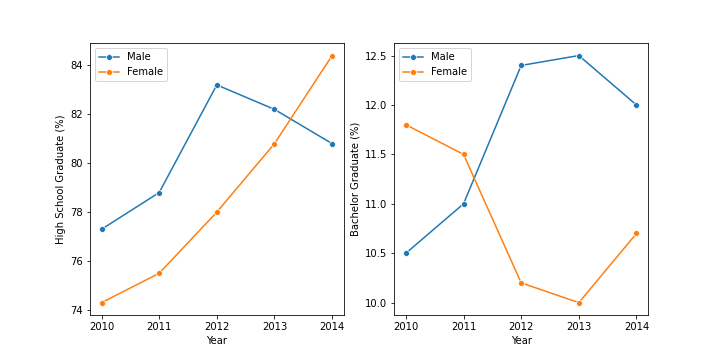 Male
Female
High School Graduate (%)
84
82
80
78
76
74
2010 2011 2012 2013 2014
Year
Male
Female
Bachelor Graduate (%)
12.5
12.0
11.5
11.0
10.5
10.0
2010 2011 2012 2013 2014
Year